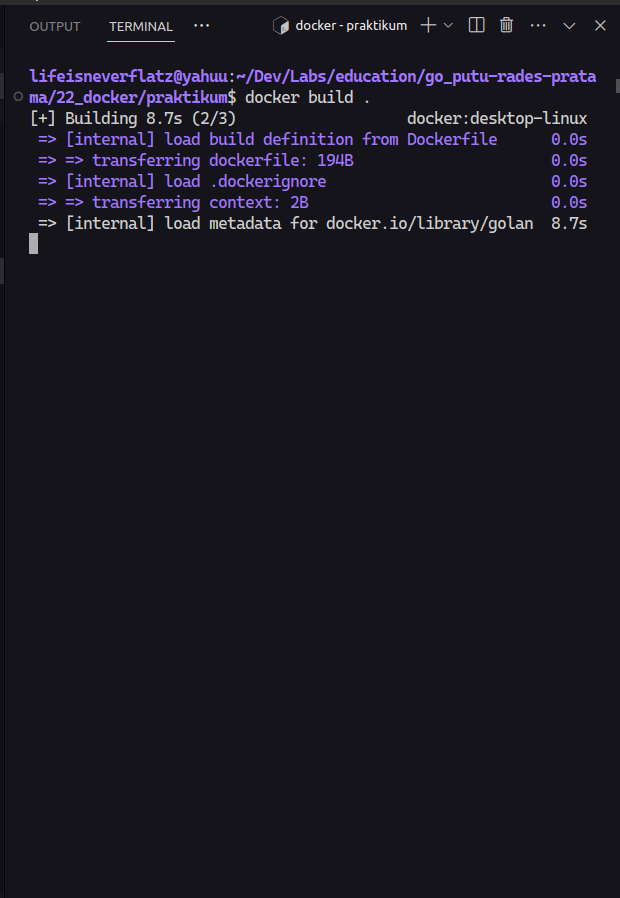 OUTPUT TERMINAL ··· docker - praktikum ···
lifeisneverflatz@yahuu:~/Dev/Labs/education/go_putu-rades-prata
ma/22_docker/praktikum$ docker build .
[+] Building 8.7s (2/3) docker:desktop-linux
=> [internal] load build definition from Dockerfile 0.0s
=> => transferring dockerfile: 194B 0.0s
=> [internal] load .dockerignore 0.0s
=> => transferring context: 2B 0.0s
=> [internal] load metadata for docker.io/library/golan 8.7s